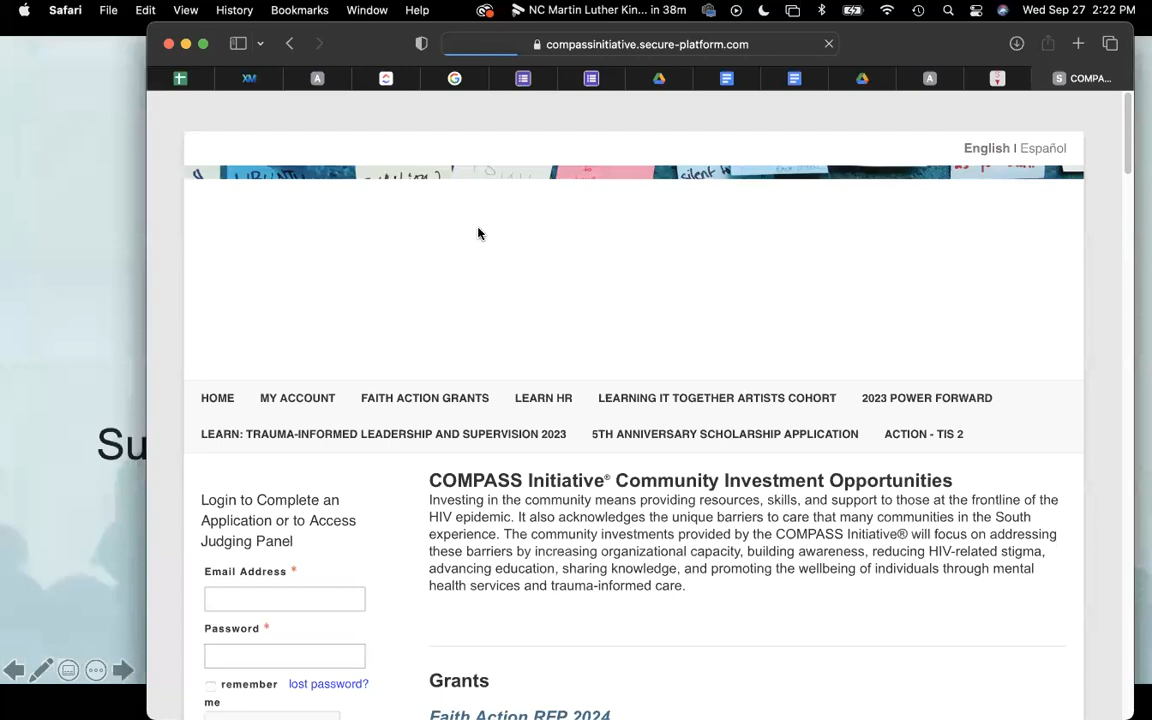 Safari File Edit View History Bookmarks Window Help NC Martin Luther Kin... in 38m Wed Sep 27 2:22 PM
compassinitiative.secure-platform.com
XM A A S COMPA...
English | Español
UBUNTU silent
HOME MY ACCOUNT FAITH ACTION GRANTS LEARN HR LEARNING IT TOGETHER ARTISTS COHORT 2023 POWER FORWARD
LEARN: TRAUMA-INFORMED LEADERSHIP AND SUPERVISION 2023 5TH ANNIVERSARY SCHOLARSHIP APPLICATION ACTION - TIS 2
Su
Login to Complete an
Application or to Access
Judging Panel
Email Address *
Password *
remember lost password?
me
COMPASS Initiative® Community Investment Opportunities
Investing in the community means providing resources, skills, and support to those at the frontline of the
HIV epidemic. It also acknowledges the unique barriers to care that many communities in the South
experience. The community investments provided by the COMPASS Initiative® will focus on addressing
these barriers by increasing organizational capacity, building awareness, reducing HIV-related stigma,
advancing education, sharing knowledge, and promoting the wellbeing of individuals through mental
health services and trauma-informed care.
Grants
Faith Action RFP 2024